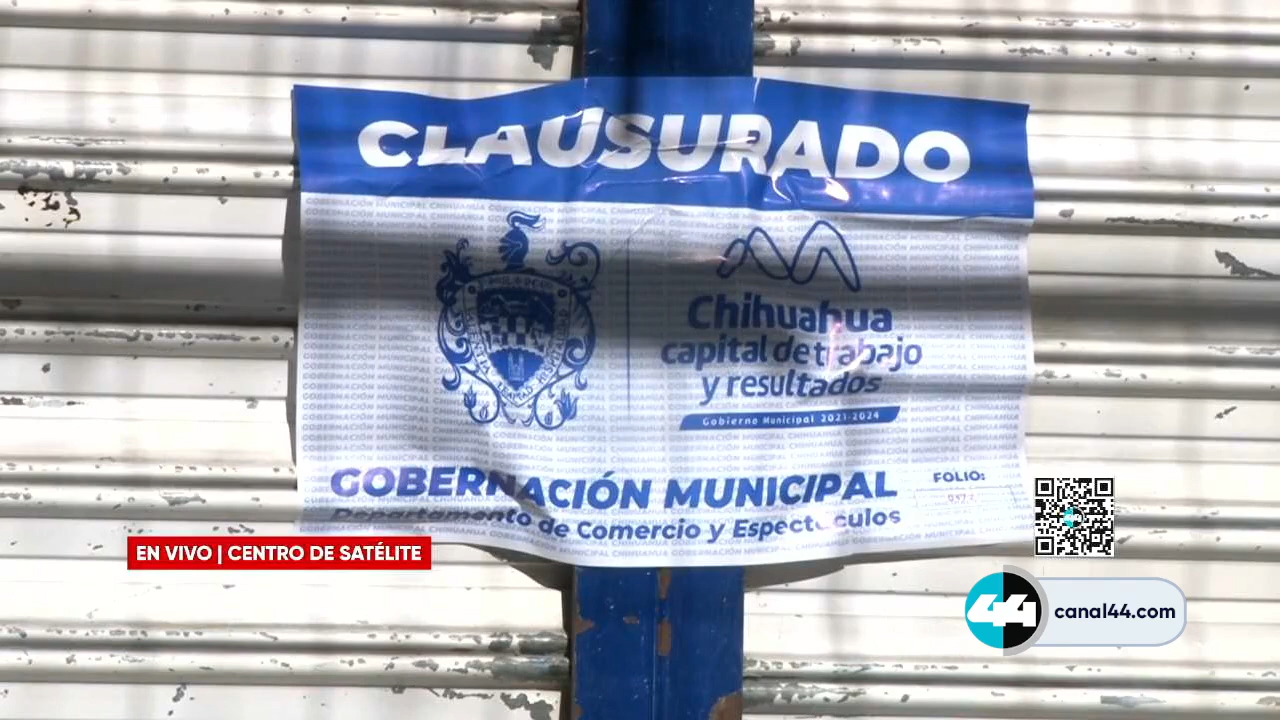 CLAUSURADO
Chihuahua
capital de trabajo
y resultados
Gobierno Municipal 2021-2024
GOBERNACIÓN MUNICIPAL
Departamento de Comercio y Espectáculos
FOLIO:
EN VIVO | CENTRO DE SATÉLITE
44 canal44.com